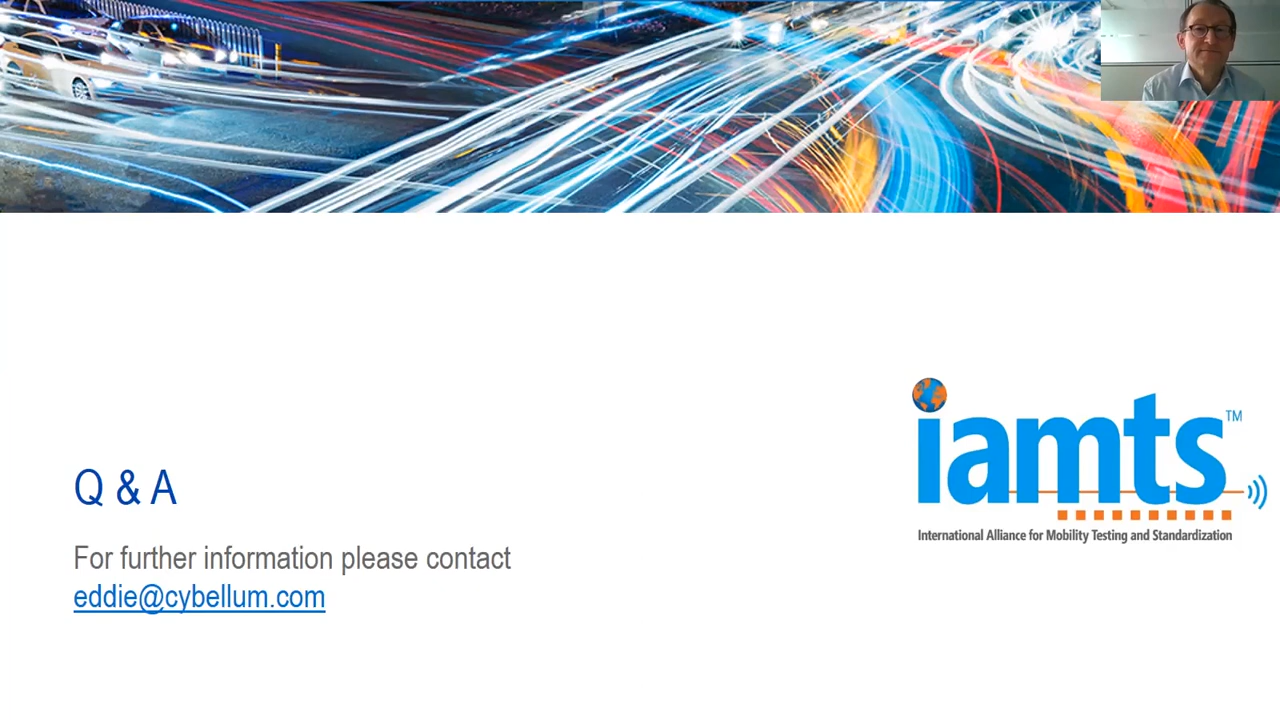 iamts™
International Alliance for Mobility Testing and Standardization
Q & A
For further information please contact
eddie@cybellum.com